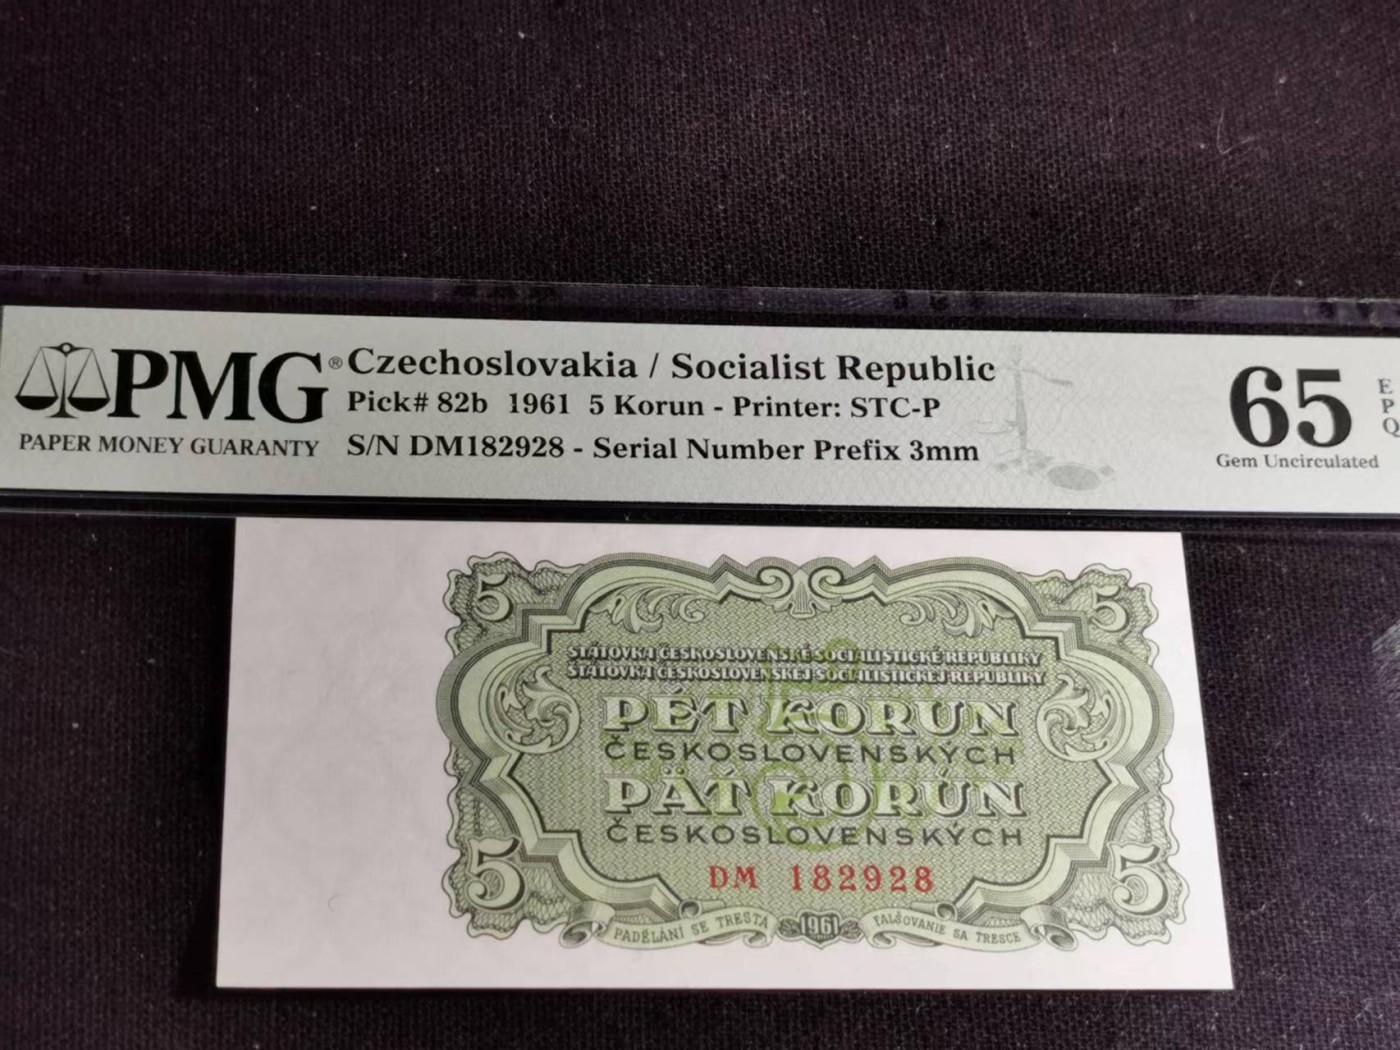 PMG®
PAPER MONEY GUARANTY
Czechoslovakia / Socialist Republic
Pick# 82b 1961 5 Korun - Printer: STC-P
S/N DM182928 - Serial Number Prefix 3mm
65
EPQ
Gem Uncirculated
5 5
STÁTOVKA ČESKOSLOVENSKÉ SOCIALISTICKÉ REPUBLIKY
ŠTÁTOVKA ČESKOSLOVENSKEJ SOCIALISTICKEJ REPUBLIKY
PĚT KORUN
ČESKOSLOVENSKÝCH
PÄŤ KORÚN
ČESKOSLOVENSKÝCH
5 5
DM 182928
PADĚLÁNÍ SE TRESTÁ
1961
FALŠOVANIE SA TRESCE